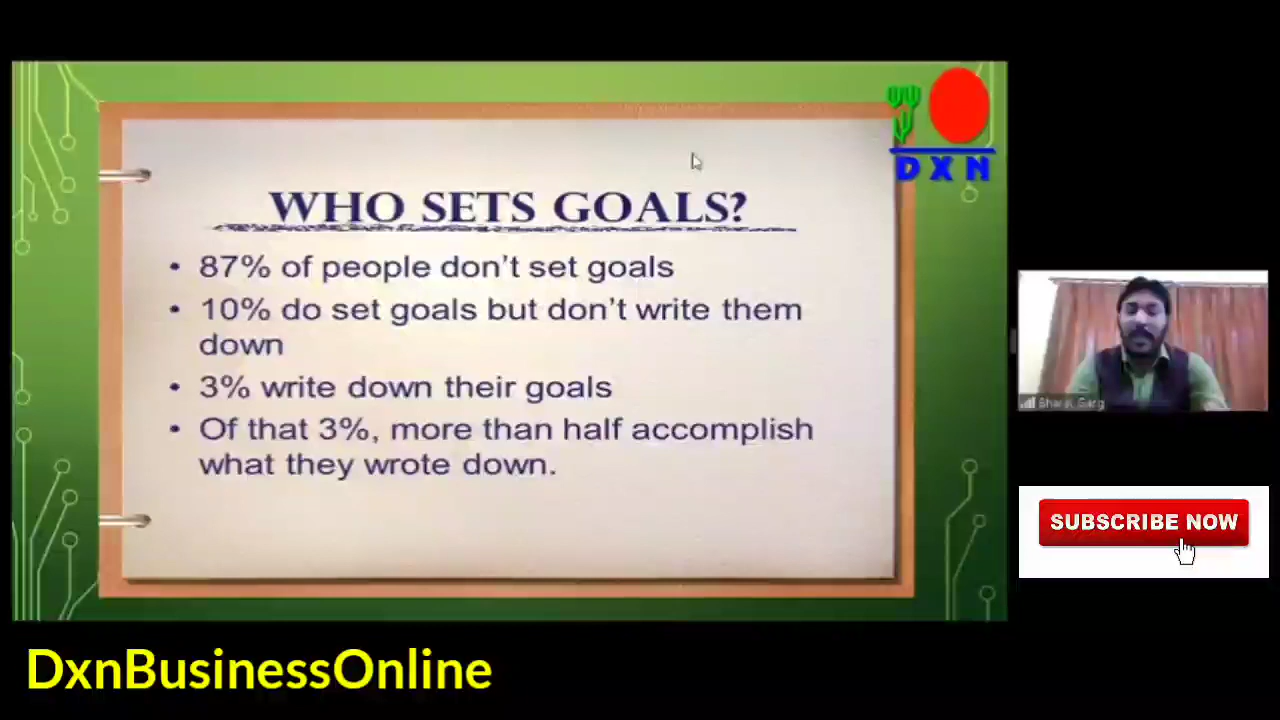 DXN
WHO SETS GOALS?
• 87% of people don't set goals
• 10% do set goals but don't write them
down
• 3% write down their goals
• Of that 3%, more than half accomplish
what they wrote down.
Garg
SUBSCRIBE NOW
DxnBusinessOnline